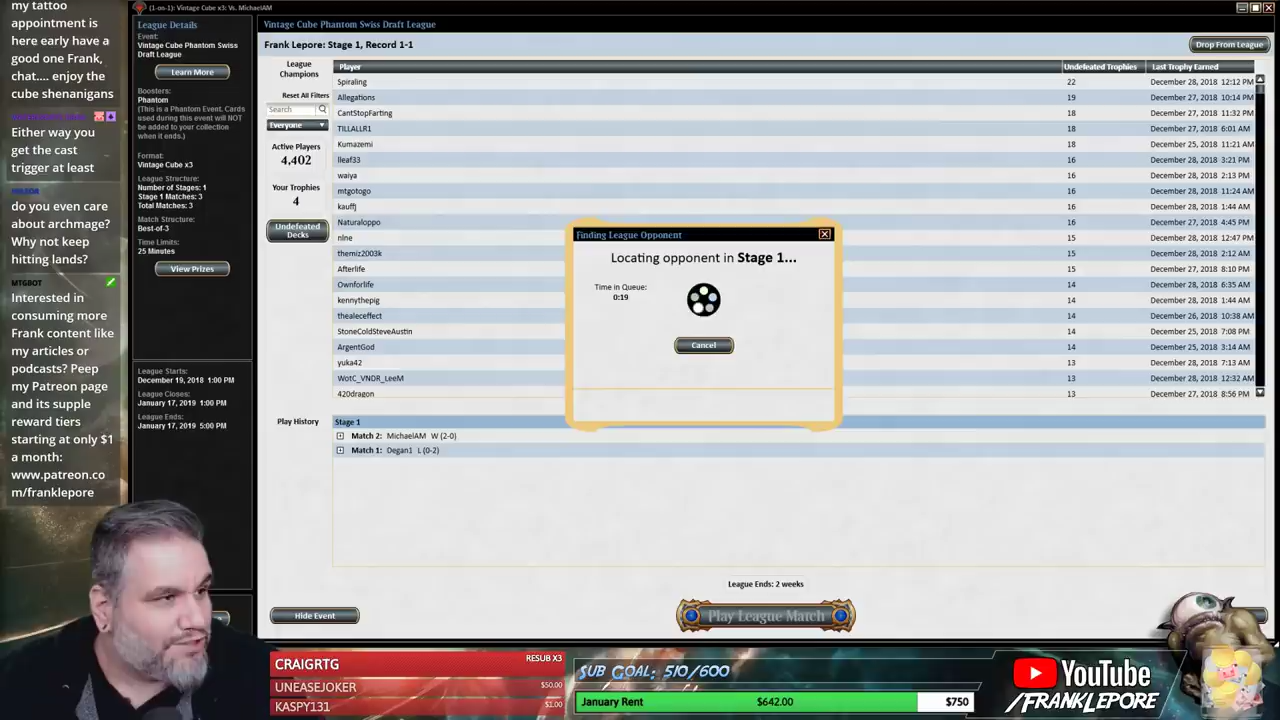 my tattoo
appointment is
here early have a
good one Frank,
chat.... enjoy the
cube shenanigans
Either way you
get the cast
trigger at least
do you even care
about archmage?
Why not keep
hitting lands?
MTGBOT
Interested in
consuming more
Frank content like
my articles or
podcasts? Peep
my Patreon page
and its supple
reward tiers
starting at only $1
a month:
www.patreon.co
m/franklepore
(1-on-1): Vintage Cube x3: Vs. MichaelAM
League Details
Event:
Vintage Cube Phantom Swiss
Draft League
Learn More
Boosters:
Phantom
(This is a Phantom Event. Cards
used during this event will NOT
be added to your collection
when it ends.)
Format:
Vintage Cube x3
League Structure:
Number of Stages: 1
Stage 1 Matches: 3
Total Matches: 3
Match Structure:
Best-of-3
Time Limits:
25 Minutes
View Prizes
League Starts:
December 19, 2018 1:00 PM
League Closes:
January 17, 2019 1:00 PM
League Ends:
January 17, 2019 5:00 PM
Vintage Cube Phantom Swiss Draft League
Frank Lepore: Stage 1, Record 1-1
Drop From League
League
Champions
Reset All Filters
Search
Everyone
Active Players
4,402
Your Trophies
4
Undefeated
Decks
Player Undefeated Trophies Last Trophy Earned
Spiraling 22 December 28, 2018 12:12 PM
Allegations 19 December 27, 2018 10:14 PM
CantStopFarting 18 December 27, 2018 11:32 PM
TILLALLR1 18 December 27, 2018 6:01 AM
Kumazemi 18 December 25, 2018 11:21 AM
lleaf33 16 December 28, 2018 3:21 PM
waiya 16 December 27, 2018 2:13 PM
mtgotogo 16 December 28, 2018 11:24 AM
kauffj 16 December 28, 2018 1:44 AM
Naturaloppo 16 December 27, 2018 4:45 PM
nlne 15 December 28, 2018 12:47 PM
themiz2003k 15 December 28, 2018 2:12 AM
Afterlife 15 December 27, 2018 8:10 PM
Ownforlife 14 December 28, 2018 6:35 AM
kennythepig 14 December 28, 2018 1:44 AM
thealeceffect 14 December 26, 2018 10:38 AM
StoneColdSteveAustin 14 December 25, 2018 7:08 PM
ArgentGod 14 December 25, 2018 3:14 AM
yuka42 13 December 28, 2018 7:13 AM
WotC_VNDR_LeeM 13 December 28, 2018 12:32 AM
420dragon 13 December 27, 2018 8:56 PM
Finding League Opponent
Locating opponent in Stage 1...
Time in Queue:
0:19
Cancel
Play History
Stage 1
Match 2: MichaelAM W (2-0)
Match 1: Degan1 L (0-2)
League Ends: 2 weeks
Hide Event
Play League Match
CRAIGRTG RESUB X3
UNEASEJOKER $50.00
KASPY131 $1.00
SUB GOAL: 510/600
January Rent $642.00 $750
YouTube
/FRANKLEPORE